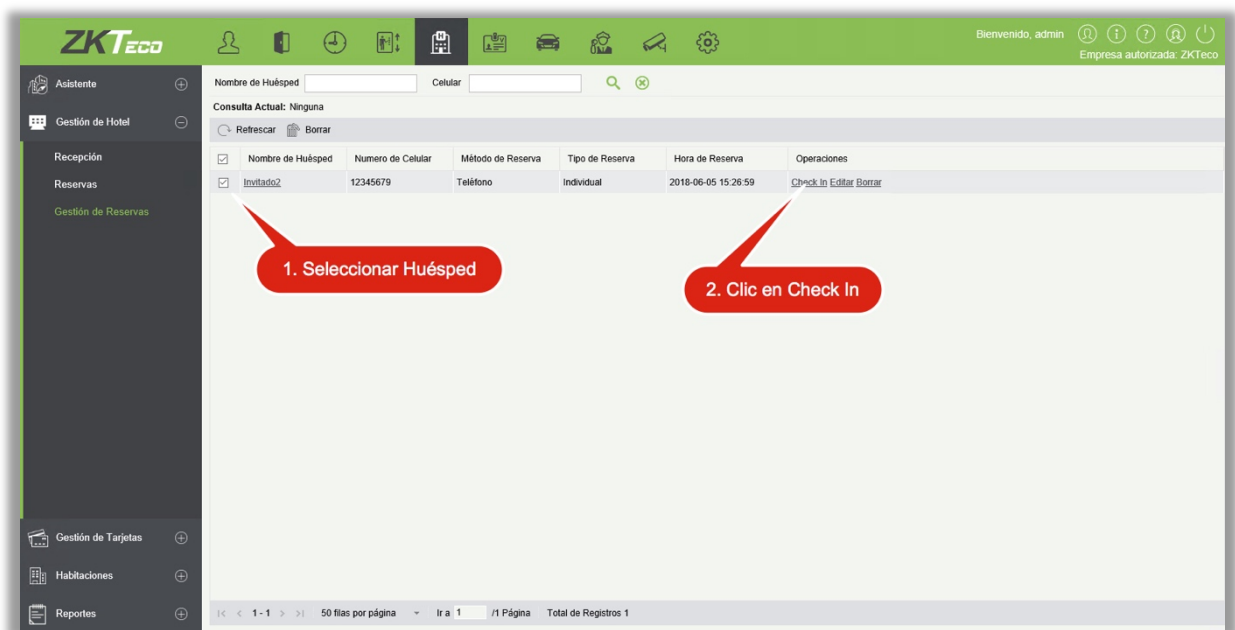 ZKTeco
Bienvenido, admin
Empresa autorizada: ZKTeco
Asistente
Gestión de Hotel
Recepción
Reservas
Gestión de Reservas
Gestión de Tarjetas
Habitaciones
Reportes
Nombre de Huésped Celular
Consulta Actual: Ninguna
Refrescar Borrar
Nombre de Huésped Numero de Celular Método de Reserva Tipo de Reserva Hora de Reserva Operaciones
Invitado2 12345679 Teléfono Individual 2018-06-05 15:26:59 Check In Editar Borrar
1. Seleccionar Huésped
2. Clic en Check In
|< < 1 - 1 > >| 50 filas por página Ir a 1 /1 Página Total de Registros 1